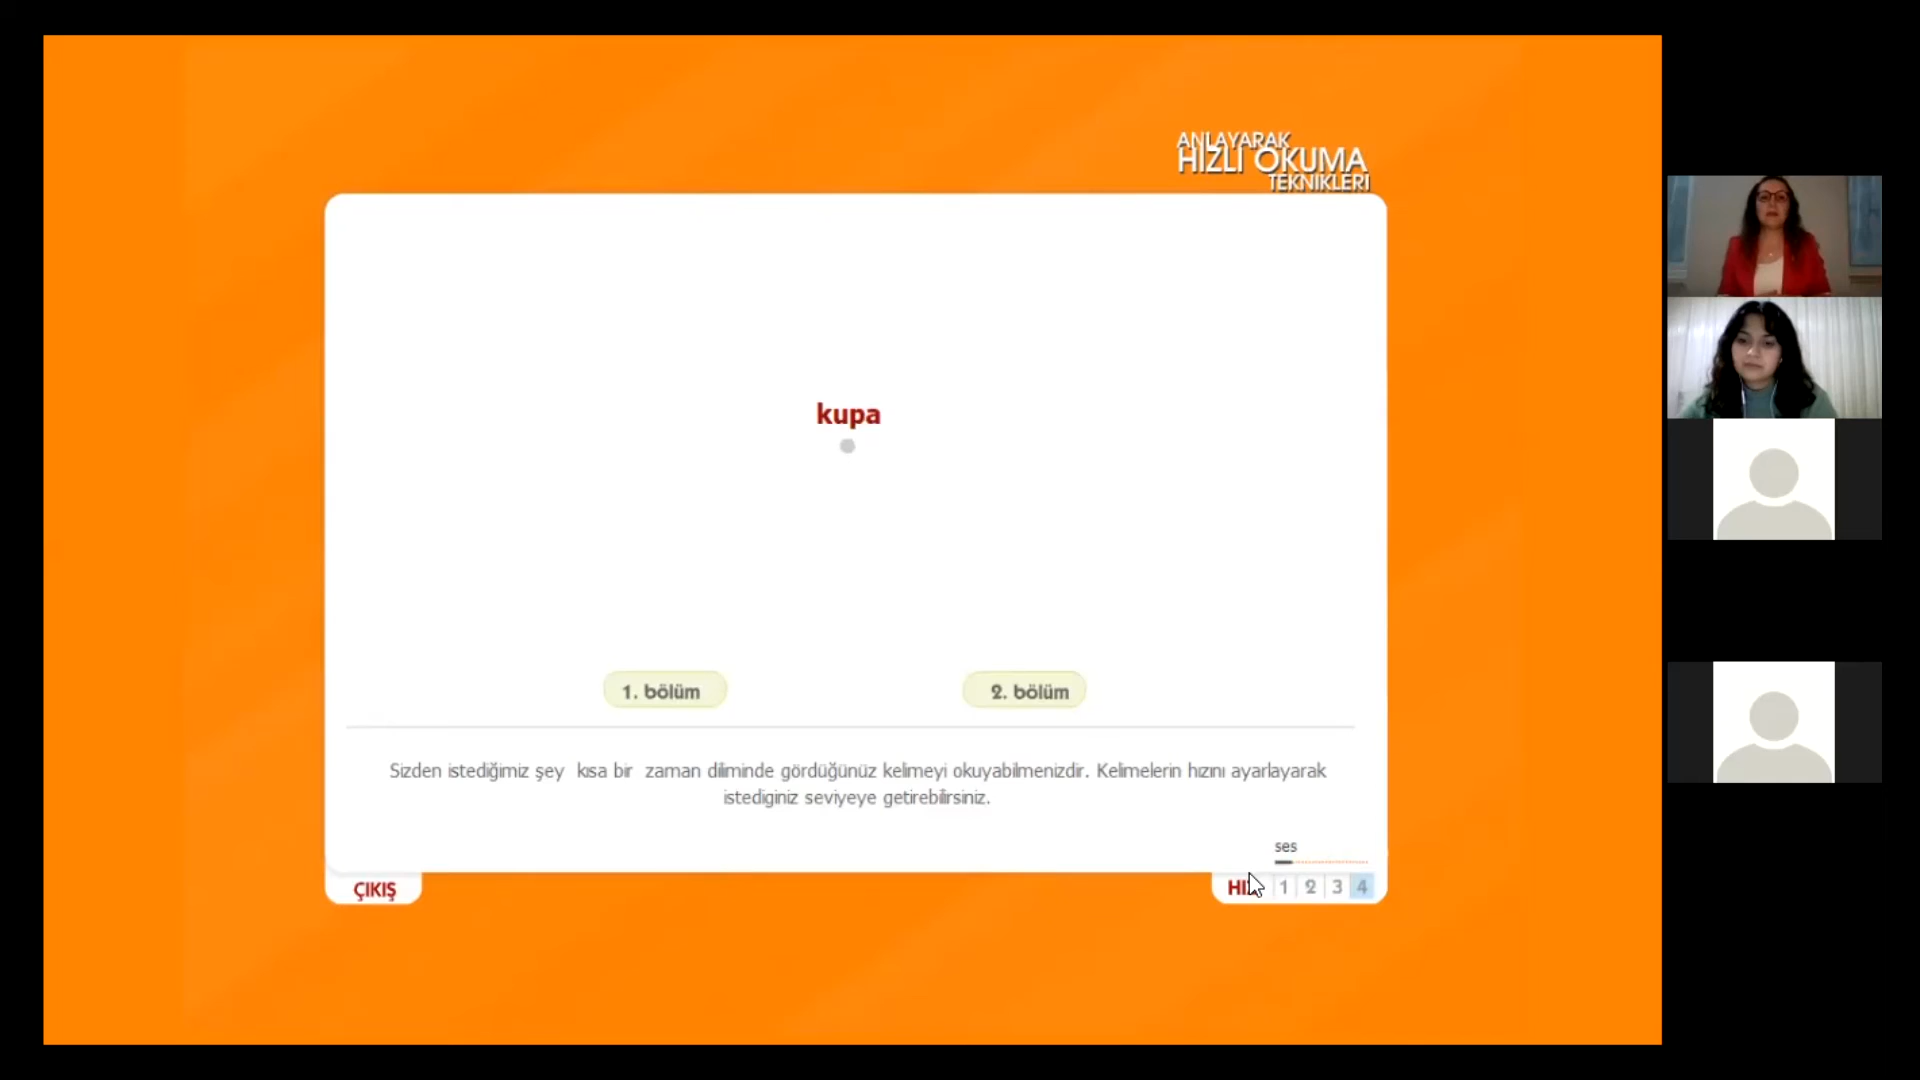 ANLAYARAK
HIZLI OKUMA
TEKNİKLERİ
kupa
1. bölüm
2. bölüm
Sizden istediğimiz şey kısa bir zaman diliminde gördüğünüz kelimeyi okuyabilmenizdir. Kelimelerin hızını ayarlayarak
istediginiz seviyeye getirebilirsiniz.
ses
ÇIKIŞ
1 2 3 4